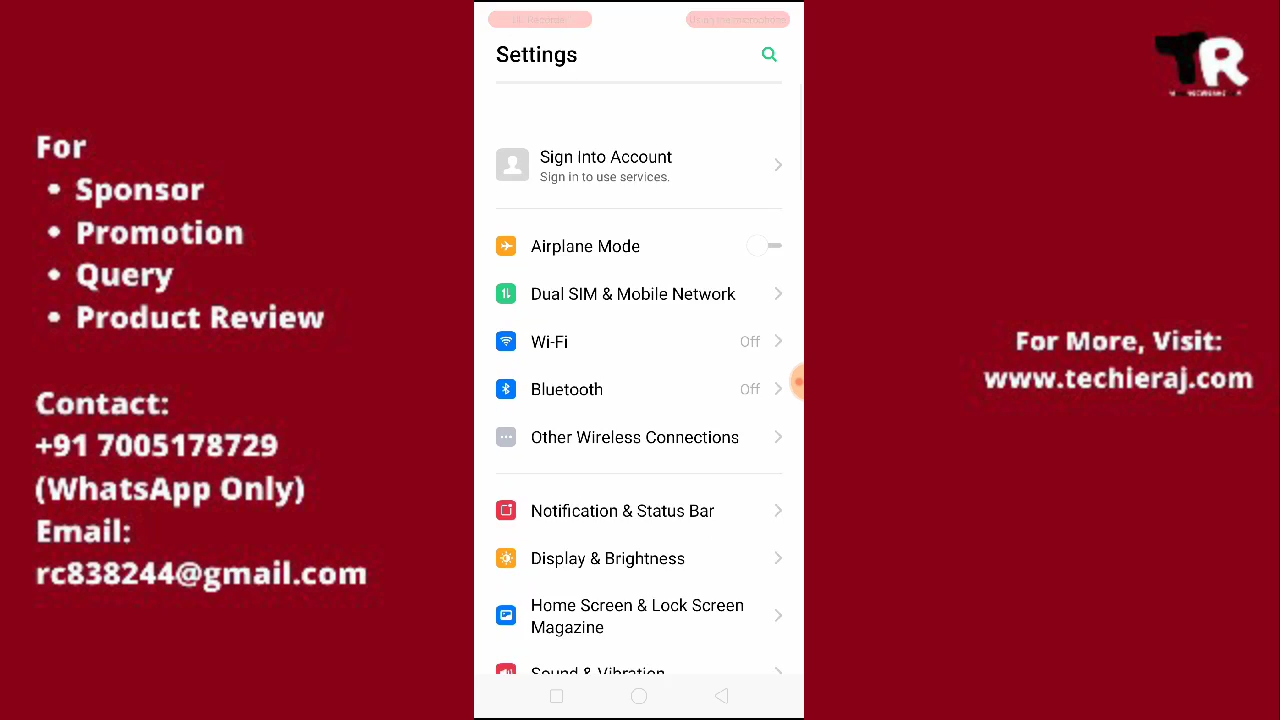 For
• Sponsor
• Promotion
• Query
• Product Review
Contact:
+91 7005178729
(WhatsApp Only)
Email:
rc838244@gmail.com
Settings
Sign Into Account
Sign in to use services.
Airplane Mode
Dual SIM & Mobile Network
Wi-Fi Off
Bluetooth Off
Other Wireless Connections
Notification & Status Bar
Display & Brightness
Home Screen & Lock Screen
Magazine
Sound & Vibration
TR
For More, Visit:
www.techieraj.com